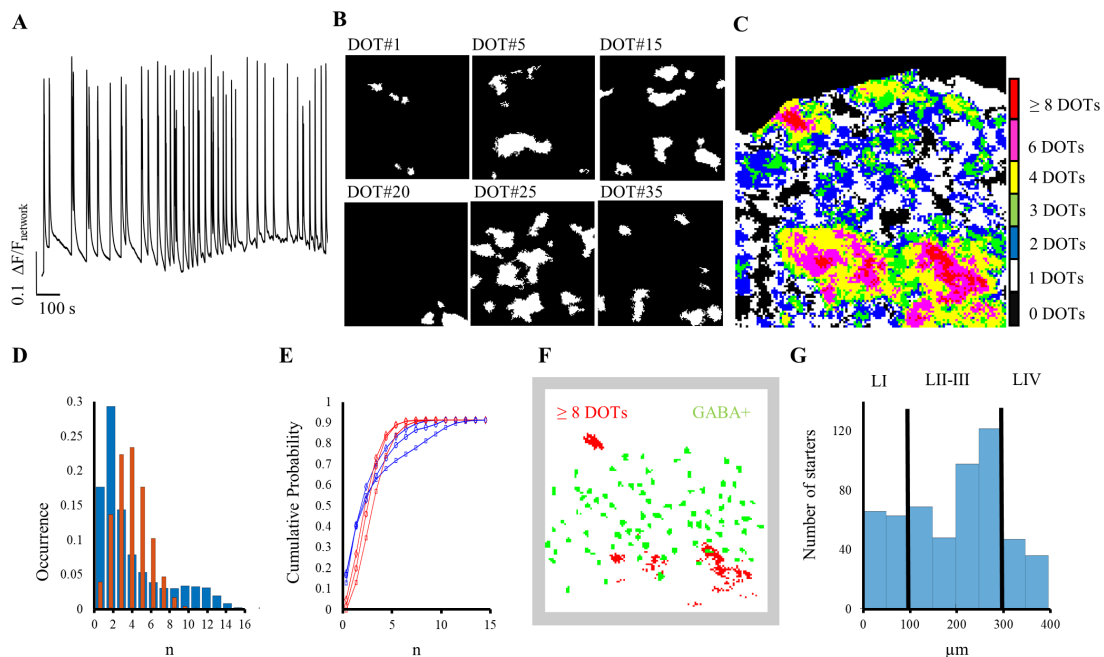 A
0.1 ΔF/Fnetwork
100 s
B
DOT#1
DOT#5
DOT#15
DOT#20
DOT#25
DOT#35
C
≥ 8 DOTs
6 DOTs
4 DOTs
3 DOTs
2 DOTs
1 DOTs
0 DOTs
D
Occurrence
0.3
0.25
0.2
0.15
0.1
0.05
0
0 2 4 6 8 10 12 14 16
n
E
Cumulative Probability
1
0.9
0.8
0.7
0.6
0.5
0.4
0.3
0.2
0.1
0
0 5 10 15
n
F
≥ 8 DOTs
GABA+
G
LI LII-III LIV
Number of starters
120
80
40
0
0 100 200 300 400
µm